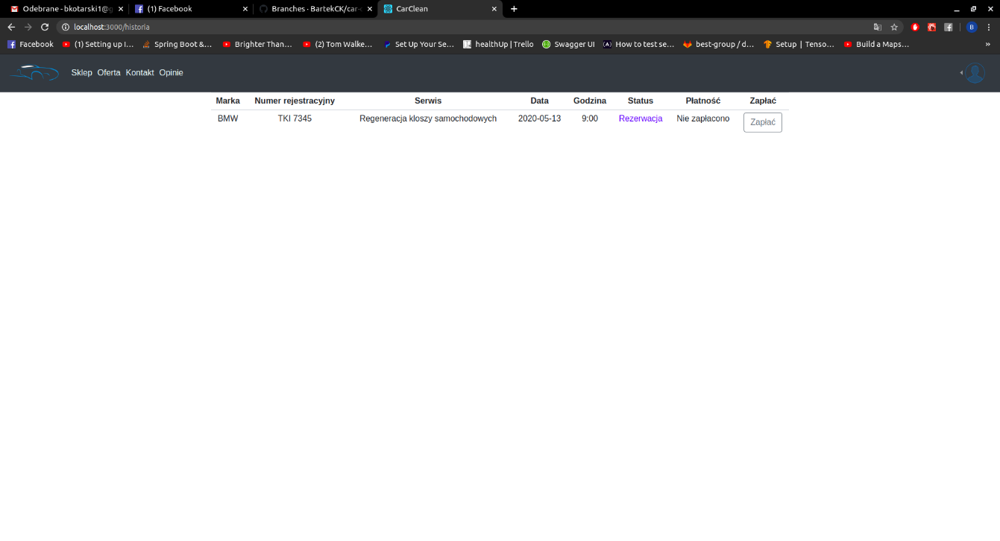 Odebrane - bkotarski1@g (1) Facebook Branches · BartekCK/car- CarClean
localhost:3000/historia
Facebook (1) Setting up I… Spring Boot &… Brighter Than… (2) Tom Walke… Set Up Your Se… healthUp | Trello Swagger UI How to test se… best-group / d… Setup | Tenso… Build a Maps… »
Sklep Oferta Kontakt Opinie
Marka Numer rejestracyjny Serwis Data Godzina Status Płatność Zapłać
BMW TKI 7345 Regeneracja kloszy samochodowych 2020-05-13 9:00 Rezerwacja Nie zapłacono Zapłać